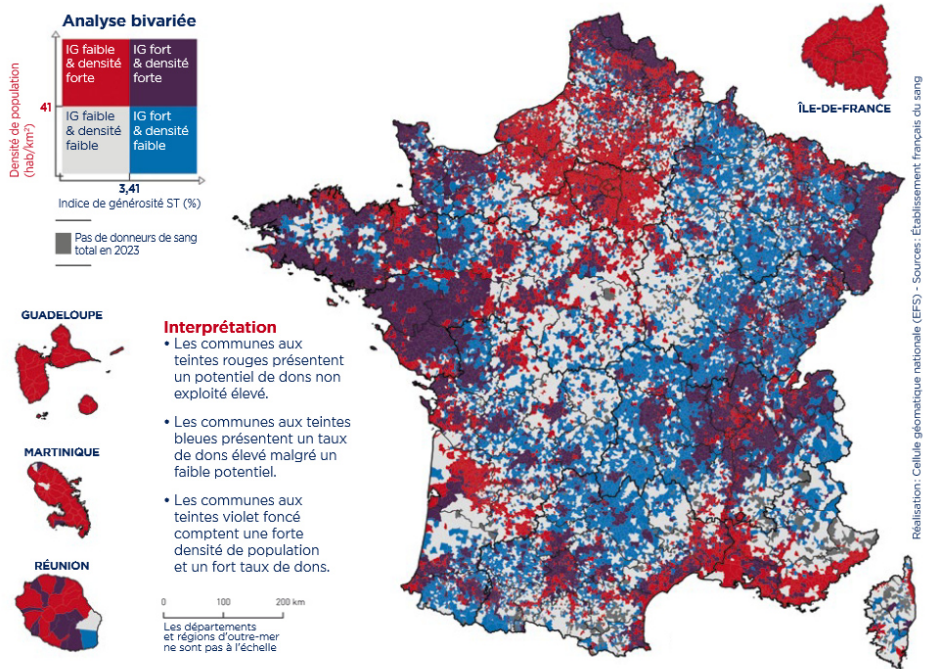 Analyse bivariée
IG faible
& densité
forte
IG fort
& densité
forte
IG faible
& densité
faible
IG fort
& densité
faible
Densité de population
(hab/km²)
41
3,41
Indice de générosité ST (%)
Pas de donneurs de sang
total en 2023
GUADELOUPE
MARTINIQUE
RÉUNION
Interprétation
• Les communes aux
teintes rouges présentent
un potentiel de dons non
exploité élevé.
• Les communes aux teintes
bleues présentent un taux
de dons élevé malgré un
faible potentiel.
• Les communes aux
teintes violet foncé
comptent une forte
densité de population
et un fort taux de dons.
0 100 200 km
Les départements
et régions d'outre-mer
ne sont pas à l'échelle
ÎLE-DE-FRANCE
Réalisation : Cellule géomatique nationale (EFS) - Sources : Établissement français du sang